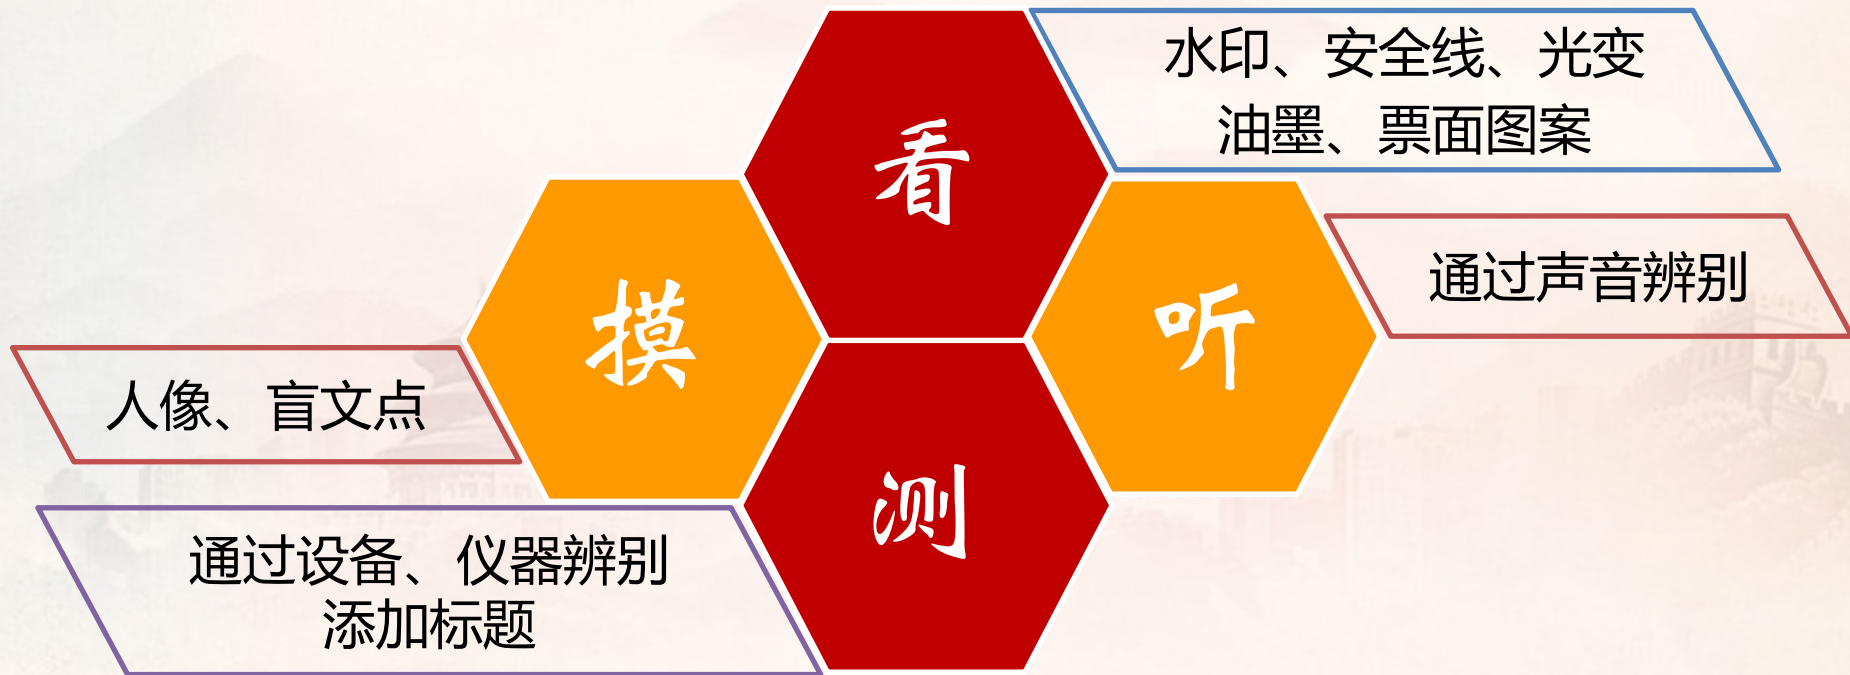 看
水印、安全线、光变
油墨、票面图案
摸
人像、盲文点
听
通过声音辨别
测
通过设备、仪器辨别
添加标题